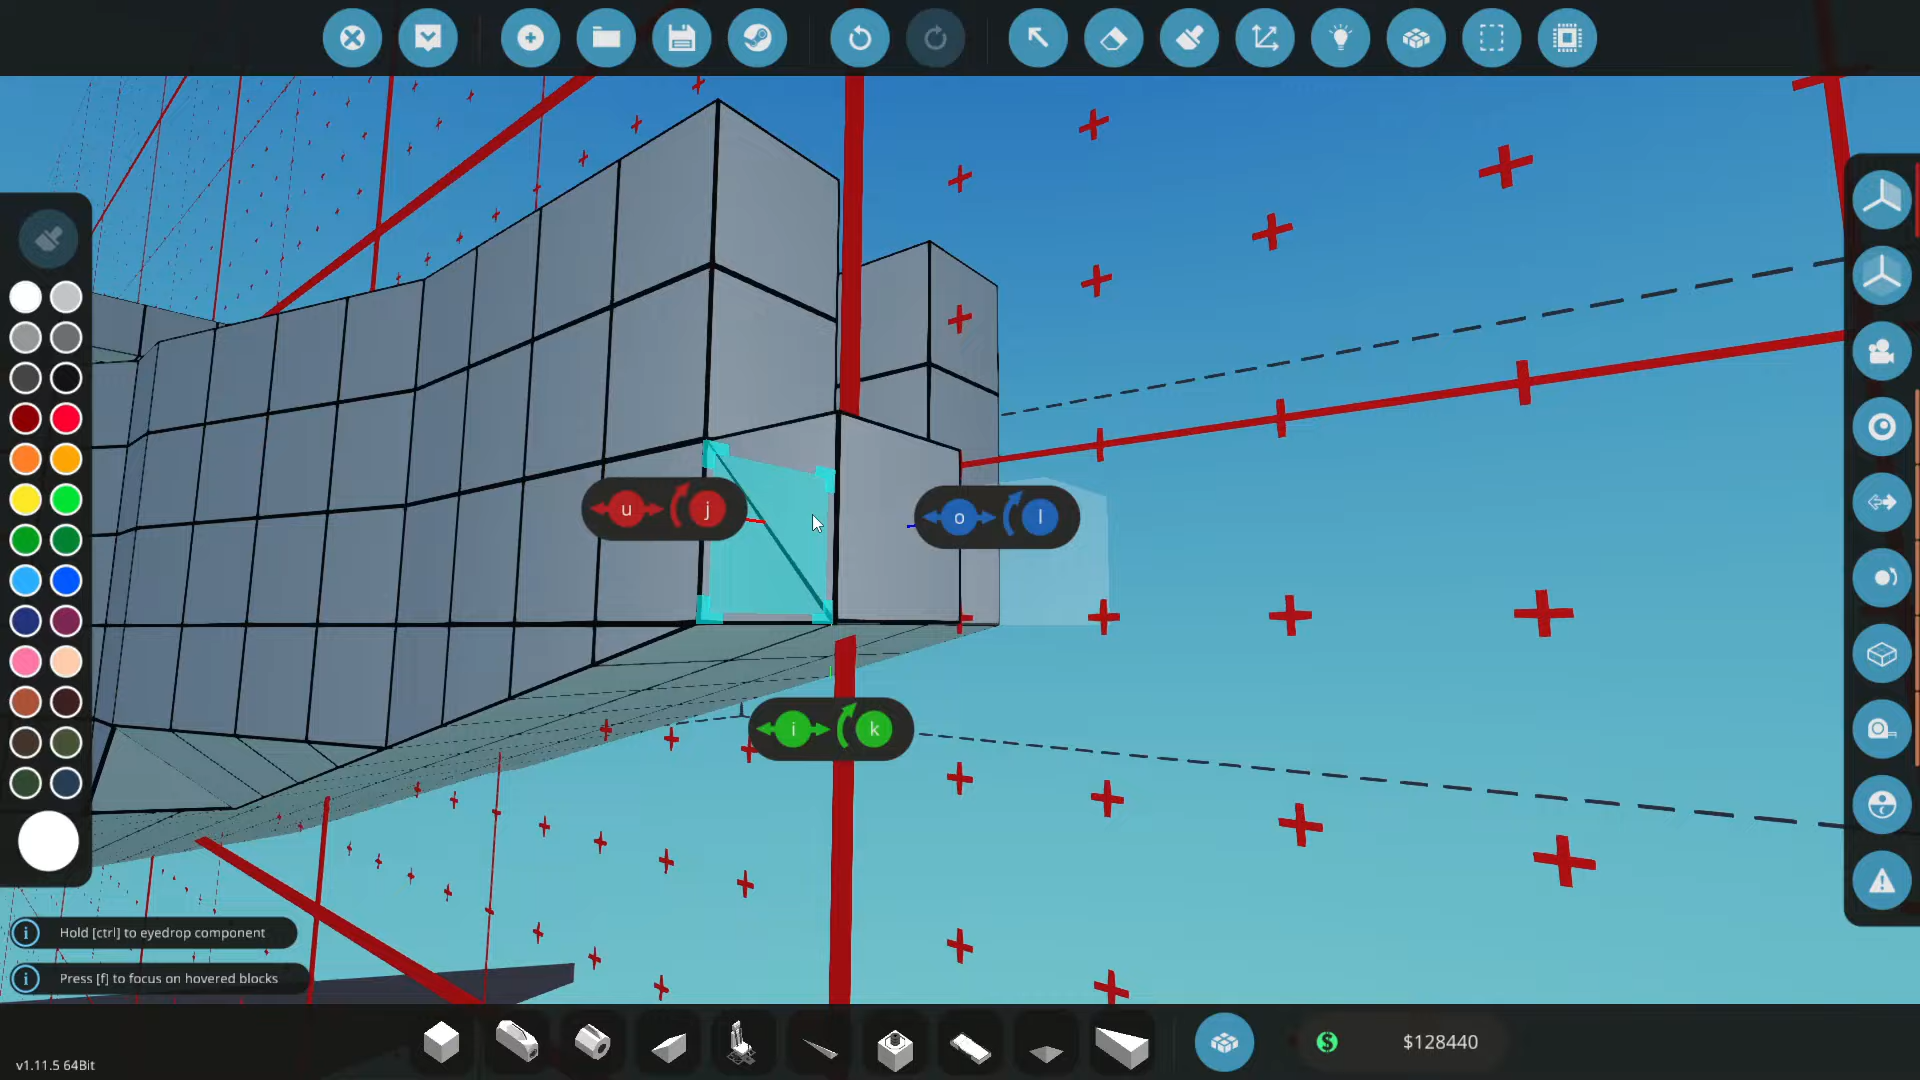 u j
o l
i k
Hold [ctrl] to eyedrop component
Press [f] to focus on hovered blocks
$ $128440
v1.11.5 64Bit